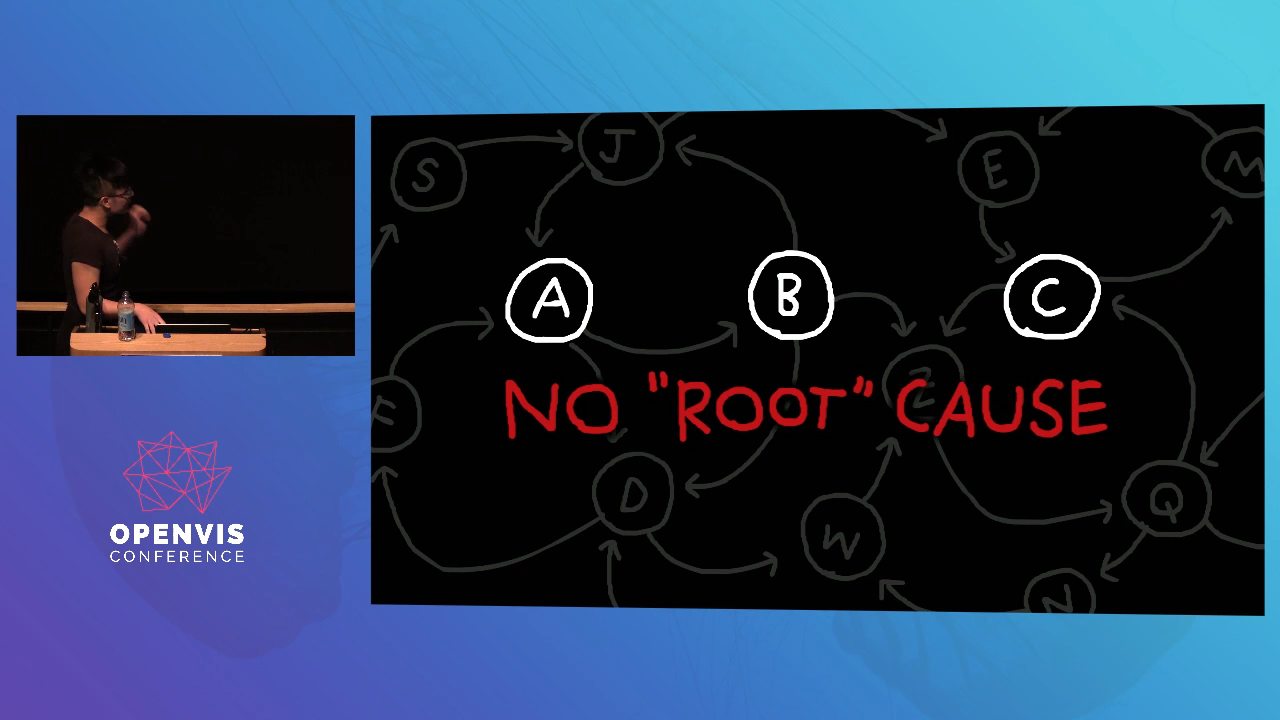 S
J
E
M
A
B
C
NO "ROOT" CAUSE
Z
F
D
Q
W
N
OPENVIS
CONFERENCE